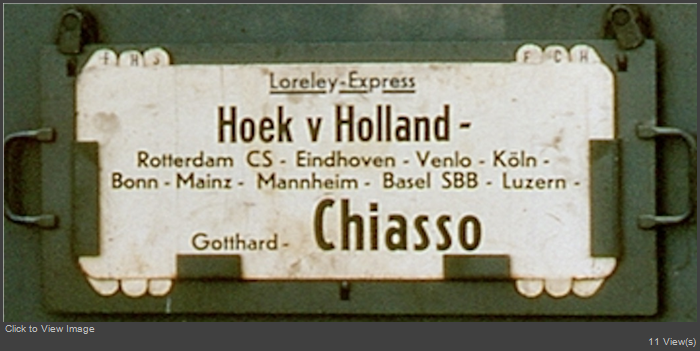 F H S F C H
Loreley-Express
Hoek v Holland -
Rotterdam CS - Eindhoven - Venlo - Köln -
Bonn - Mainz - Mannheim - Basel SBB - Luzern -
Gotthard - Chiasso
Click to View Image
11 View(s)